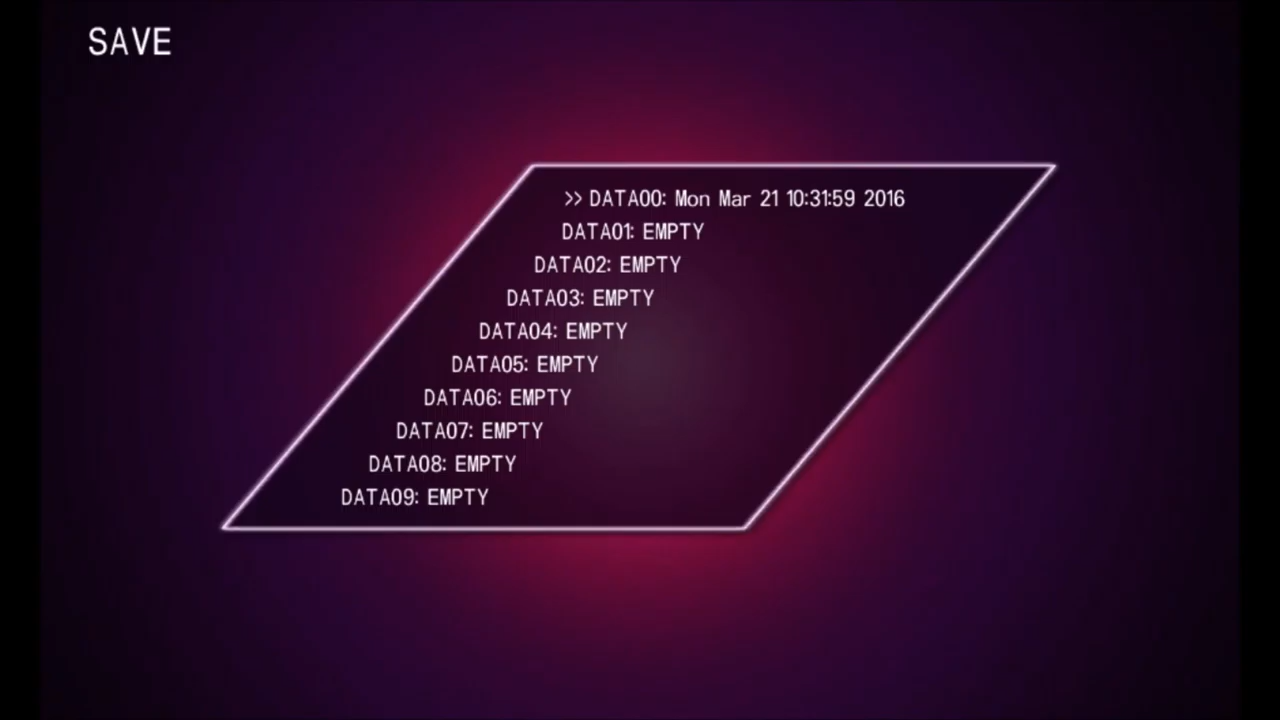 SAVE
>> DATA00: Mon Mar 21 10:31:59 2016
DATA01: EMPTY
DATA02: EMPTY
DATA03: EMPTY
DATA04: EMPTY
DATA05: EMPTY
DATA06: EMPTY
DATA07: EMPTY
DATA08: EMPTY
DATA09: EMPTY